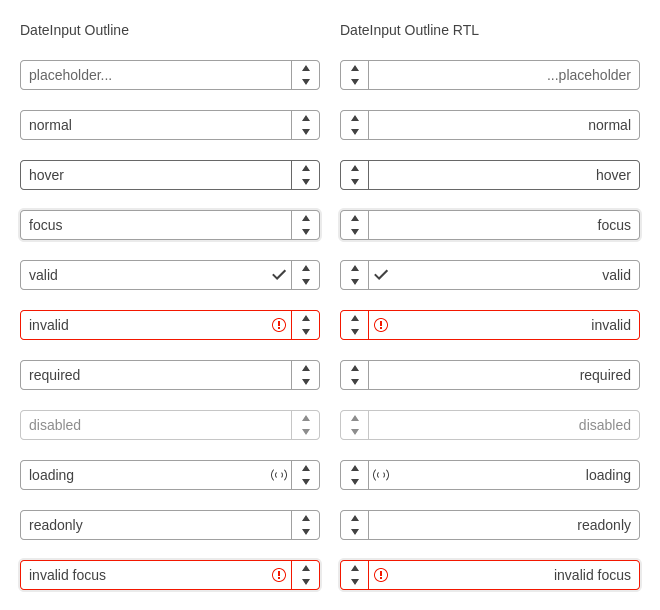 DateInput Outline
placeholder...
normal
hover
focus
valid
invalid
required
disabled
loading
readonly
invalid focus
DateInput Outline RTL
...placeholder
normal
hover
focus
valid
invalid
required
disabled
loading
readonly
invalid focus